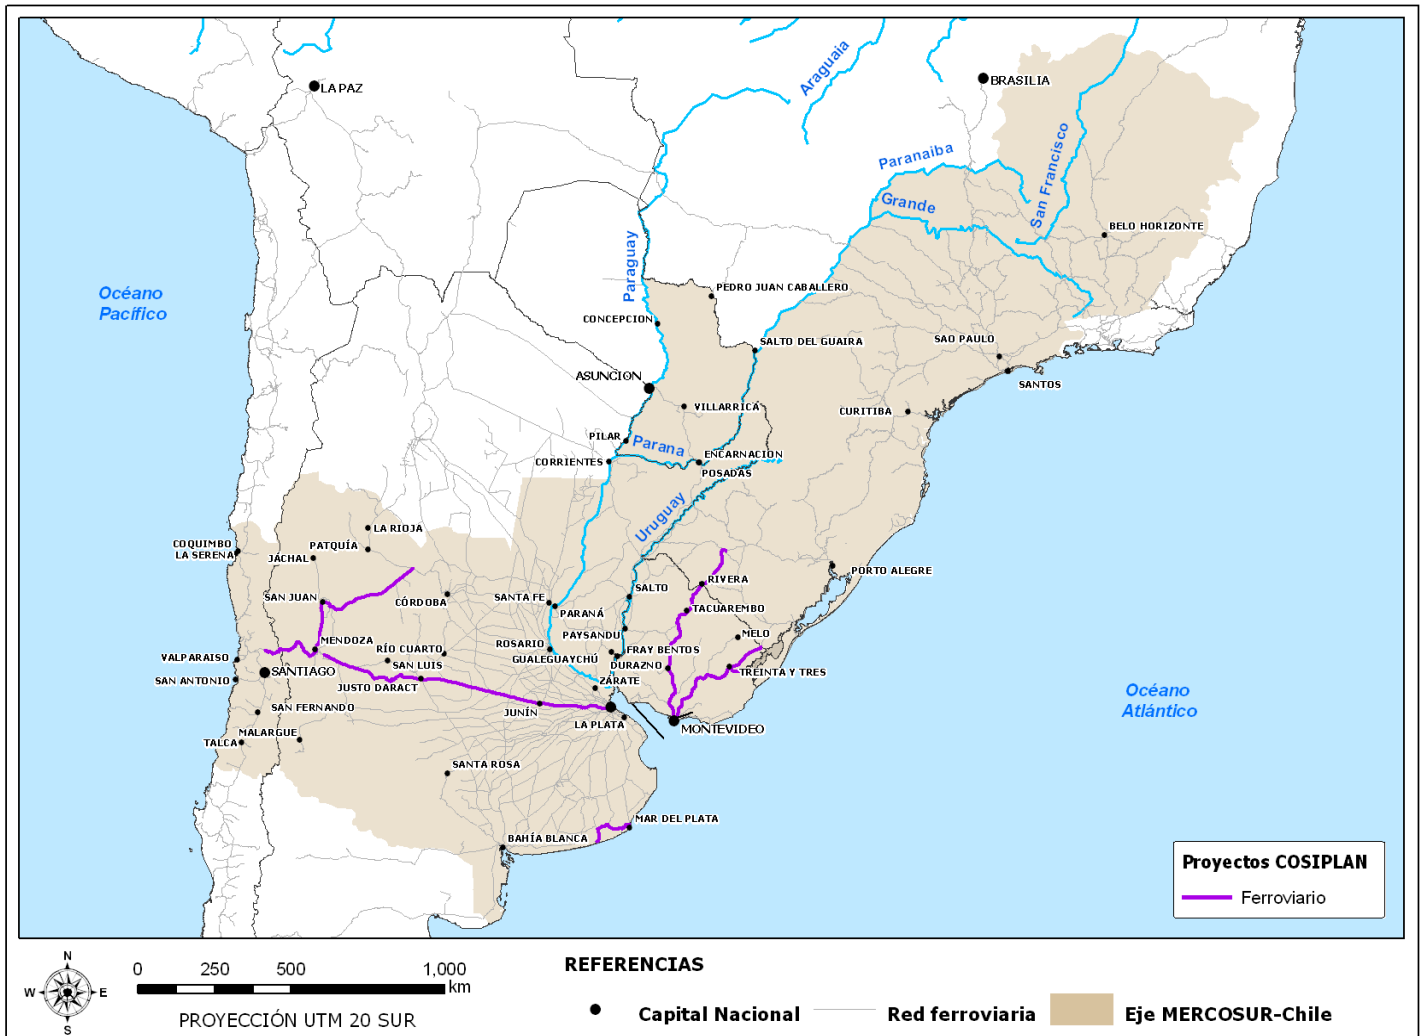 BRASILIA
LA PAZ
Araguaia
San Francisco
Paranaiba
Grande
BELO HORIZONTE
Paraguay
Océano
Pacífico
PEDRO JUAN CABALLERO
CONCEPCION
SALTO DEL GUAIRA
SAO PAULO
SANTOS
ASUNCION
VILLARRICA
CURITIBA
PILAR
Parana
ENCARNACION
CORRIENTES
POSADAS
Uruguay
LA RIOJA
COQUIMBO
LA SERENA
PATQUÍA
JÁCHAL
PORTO ALEGRE
RIVERA
SAN JUAN
CÓRDOBA
SANTA FE
SALTO
PARANÁ
TACUAREMBO
PAYSANDU
MELO
MENDOZA
RÍO CUARTO
ROSARIO
FRAY BENTOS
VALPARAISO
SAN LUIS
GUALEGUAYCHÚ
DURAZNO
SANTIAGO
TREINTA Y TRES
SAN ANTONIO
JUSTO DARACT
ZÁRATE
SAN FERNANDO
JUNÍN
LA PLATA
MONTEVIDEO
Océano
Atlántico
MALARGUE
TALCA
SANTA ROSA
MAR DEL PLATA
BAHÍA BLANCA
Proyectos COSIPLAN
Ferroviario
N
W
E
S
0 250 500 1,000
km
PROYECCIÓN UTM 20 SUR
REFERENCIAS
Capital Nacional
Red ferroviaria
Eje MERCOSUR-Chile